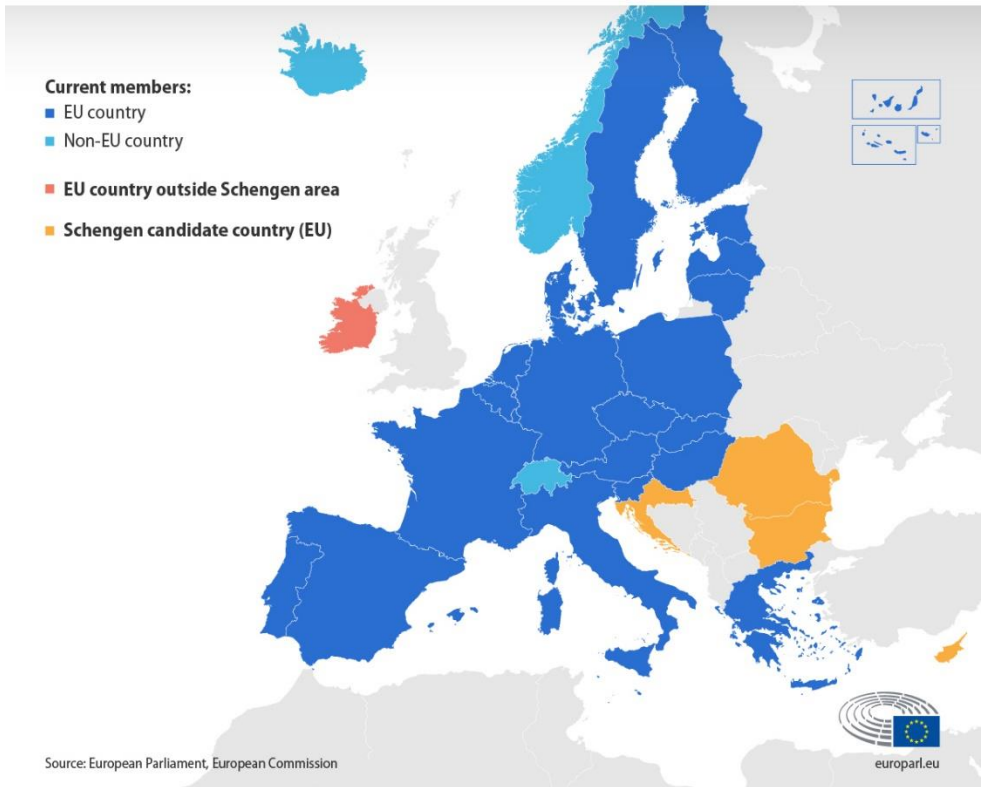 Current members:
EU country
Non-EU country
EU country outside Schengen area
Schengen candidate country (EU)
Source: European Parliament, European Commission
europarl.eu